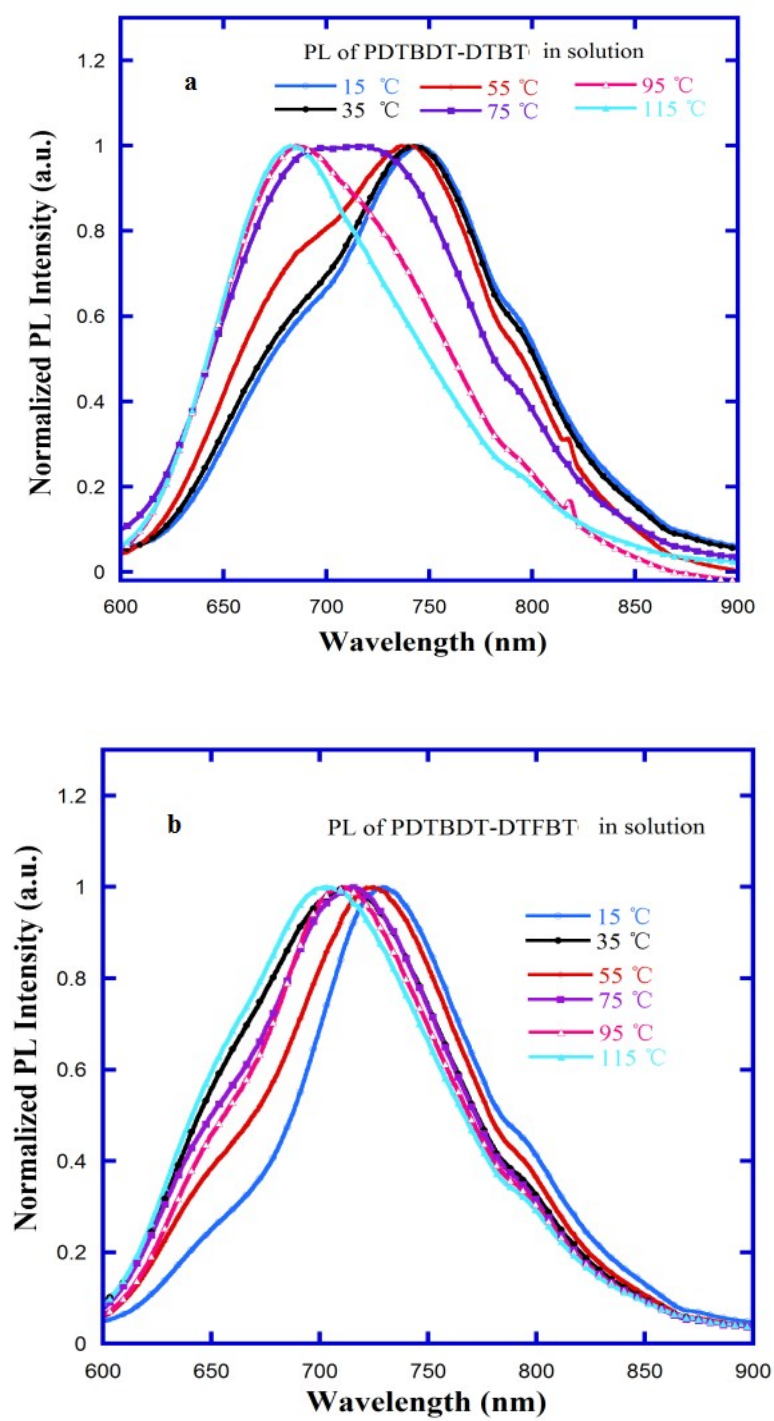 PL of PDTBDT-DTBT in solution
a
15 ℃ 55 ℃ 95 ℃
35 ℃ 75 ℃ 115 ℃
Normalized PL Intensity (a.u.)
1.2
1
0.8
0.6
0.4
0.2
0
600 650 700 750 800 850 900
Wavelength (nm)
b
PL of PDTBDT-DTFBT in solution
15 ℃
35 ℃
55 ℃
75 ℃
95 ℃
115 ℃
Normalized PL Intensity (a.u.)
1.2
1
0.8
0.6
0.4
0.2
0
600 650 700 750 800 850 900
Wavelength (nm)